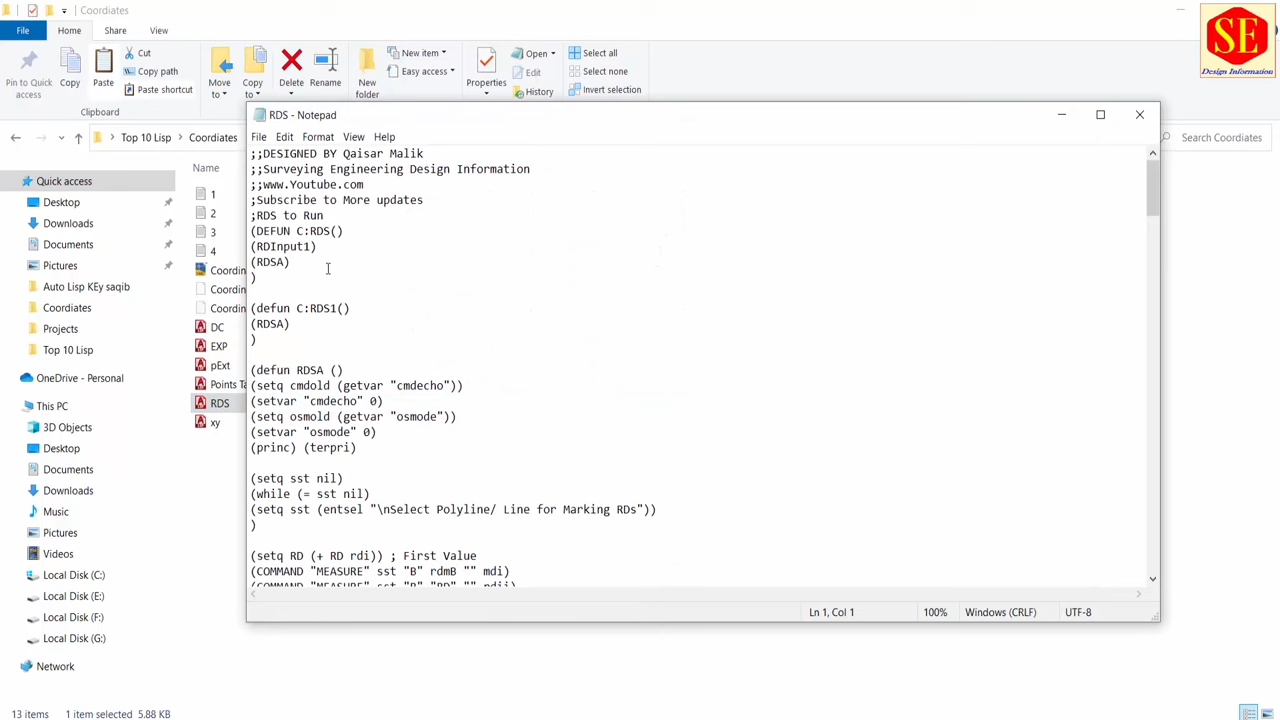 Coordiates
File
Home
Share
View
SE
Design Information
Pin to Quick access
Copy
Paste
Cut
Copy path
Paste shortcut
Clipboard
Move to
Copy to
Delete
Rename
New folder
New item
Easy access
Properties
Open
Edit
History
Select all
Select none
Invert selection
Top 10 Lisp
Coordiates
Search Coordiates
Quick access
Desktop
Downloads
Documents
Pictures
Auto Lisp KEy saqib
Coordiates
Projects
Top 10 Lisp
OneDrive - Personal
This PC
3D Objects
Desktop
Documents
Downloads
Music
Pictures
Videos
Local Disk (C:)
Local Disk (E:)
Local Disk (F:)
Local Disk (G:)
Network
13 items
1 item selected 5.88 KB
Name
1
2
3
4
Coordin
Coordin
Coordin
DC
EXP
pExt
Points Ta
RDS
xy
RDS - Notepad
File Edit Format View Help
;;DESIGNED BY Qaisar Malik
;;Surveying Engineering Design Information
;;www.Youtube.com
;Subscribe to More updates
;RDS to Run
(DEFUN C:RDS()
(RDInput1)
(RDSA)
)
(defun C:RDS1()
(RDSA)
)
(defun RDSA ()
(setq cmdold (getvar "cmdecho"))
(setvar "cmdecho" 0)
(setq osmold (getvar "osmode"))
(setvar "osmode" 0)
(princ) (terpri)
(setq sst nil)
(while (= sst nil)
(setq sst (entsel "\nSelect Polyline/ Line for Marking RDs"))
)
(setq RD (+ RD rdi)) ; First Value
(COMMAND "MEASURE" sst "B" rdmB "" mdi)
Ln 1, Col 1
100%
Windows (CRLF)
UTF-8